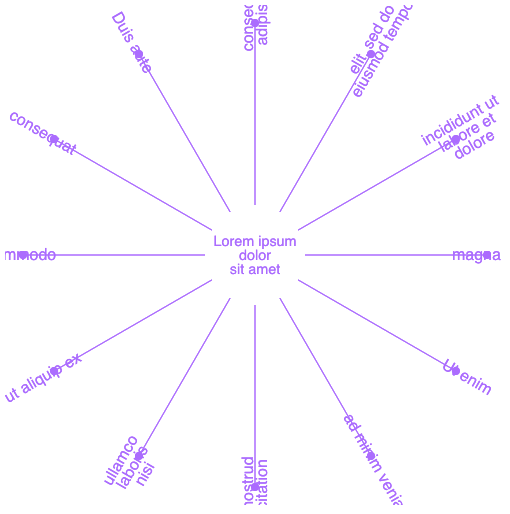 Lorem ipsum
dolor
sit amet
consec
adipis
elit, sed do
eiusmod tempo
incididunt ut
labore et
dolore
magna
Ut enim
ad minim venia
nostrud
citation
ullamco
laboris
nisi
ut aliquip ex
mmodo
consequat
Duis aute